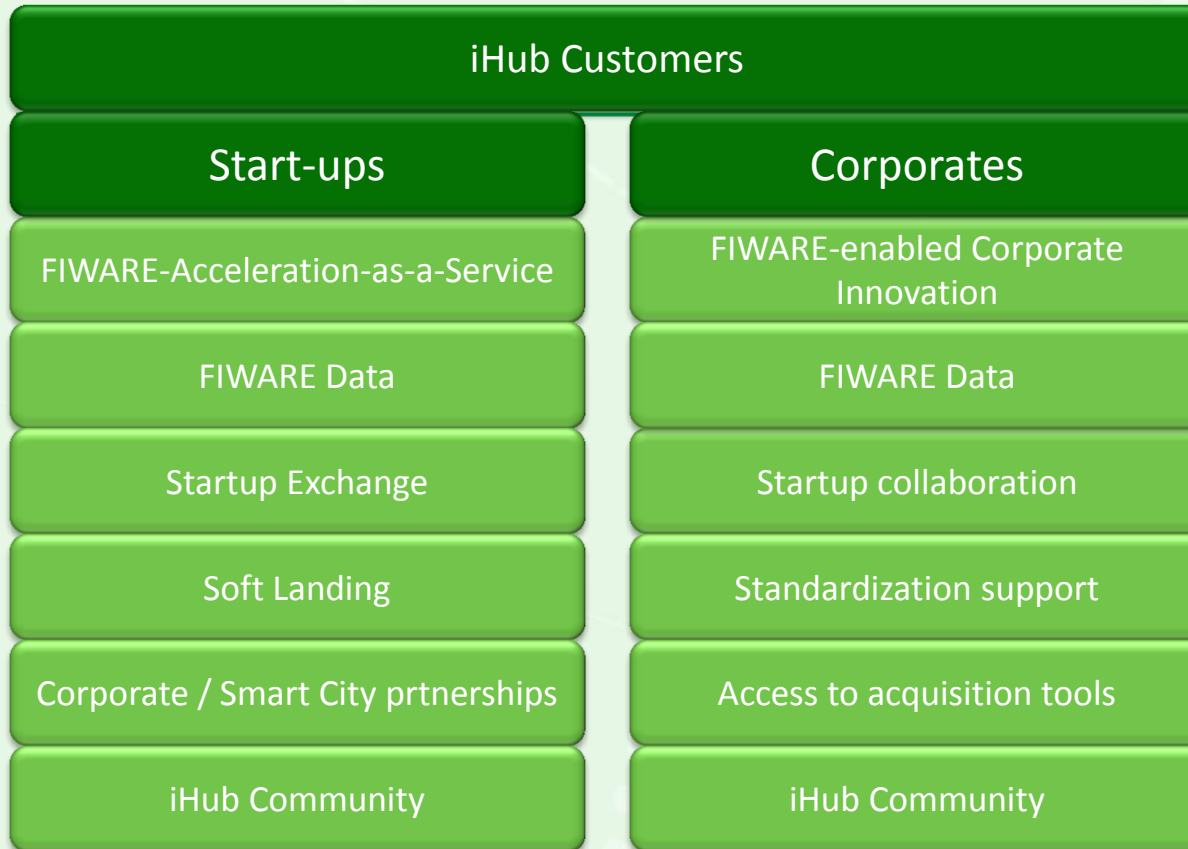 iHub Customers
Start-ups
FIWARE-Acceleration-as-a-Service
FIWARE Data
Startup Exchange
Soft Landing
Corporate / Smart City prtnerships
iHub Community
Corporates
FIWARE-enabled Corporate
Innovation
FIWARE Data
Startup collaboration
Standardization support
Access to acquisition tools
iHub Community